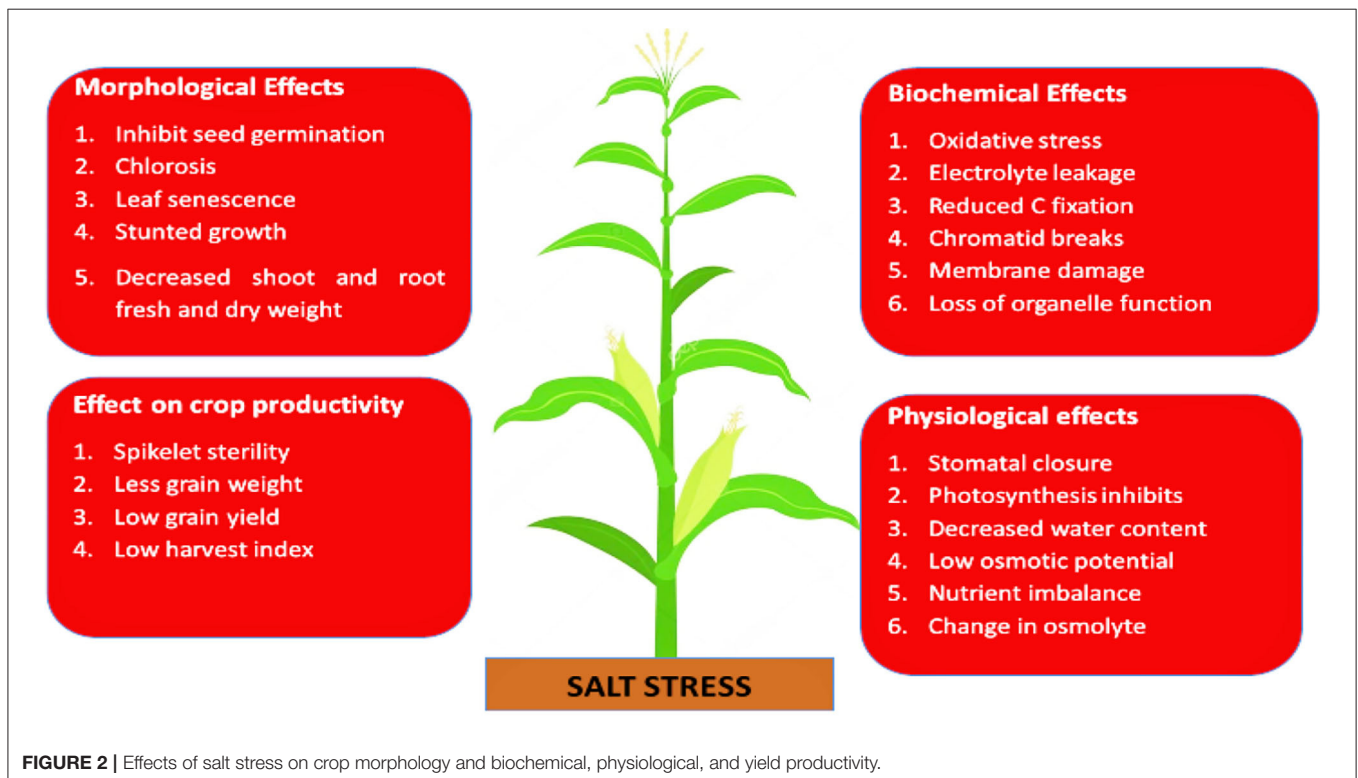 Morphological Effects
1. Inhibit seed germination
2. Chlorosis
3. Leaf senescence
4. Stunted growth
5. Decreased shoot and root
fresh and dry weight
Effect on crop productivity
1. Spikelet sterility
2. Less grain weight
3. Low grain yield
4. Low harvest index
Biochemical Effects
1. Oxidative stress
2. Electrolyte leakage
3. Reduced C fixation
4. Chromatid breaks
5. Membrane damage
6. Loss of organelle function
Physiological effects
1. Stomatal closure
2. Photosynthesis inhibits
3. Decreased water content
4. Low osmotic potential
5. Nutrient imbalance
6. Change in osmolyte
SALT STRESS
FIGURE 2 | Effects of salt stress on crop morphology and biochemical, physiological, and yield productivity.